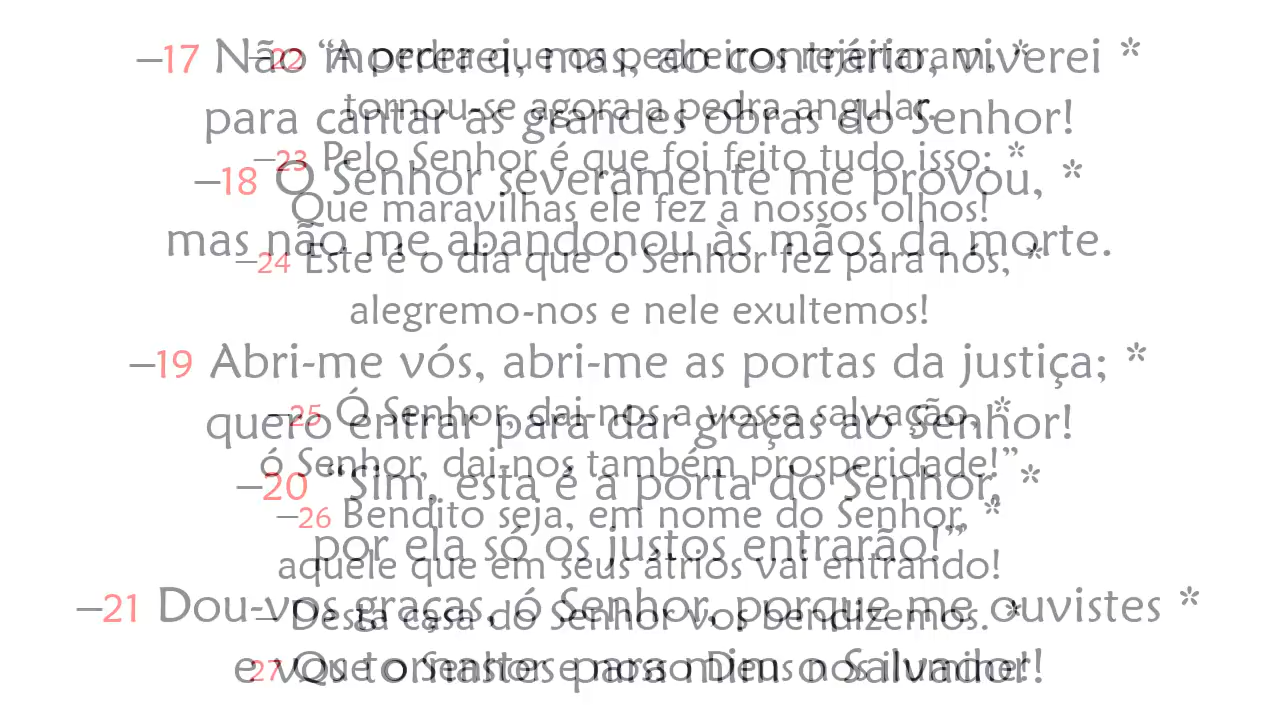 –17 Não morrerei, mas, ao contrário, viverei *
para cantar as grandes obras do Senhor!
–18 O Senhor severamente me provou, *
mas não me abandonou às mãos da morte.
–19 Abri-me vós, abri-me as portas da justiça; *
quero entrar para dar graças ao Senhor!
–20 “Sim, esta é a porta do Senhor, *
por ela só os justos entrarão!”
–21 Dou-vos graças, ó Senhor, porque me ouvistes *
e vos tornastes para mim o Salvador!
–22 “A pedra que os pedreiros rejeitaram, *
tornou-se agora a pedra angular.
–23 Pelo Senhor é que foi feito tudo isso: *
Que maravilhas ele fez a nossos olhos!
–24 Este é o dia que o Senhor fez para nós, *
alegremo-nos e nele exultemos!
–25 Ó Senhor, dai-nos a vossa salvação, *
ó Senhor, dai-nos também prosperidade!”
–26 Bendito seja, em nome do Senhor, *
aquele que em seus átrios vai entrando!
– Desta casa do Senhor vos bendizemos. *
27 Que o Senhor e nosso Deus nos ilumine!